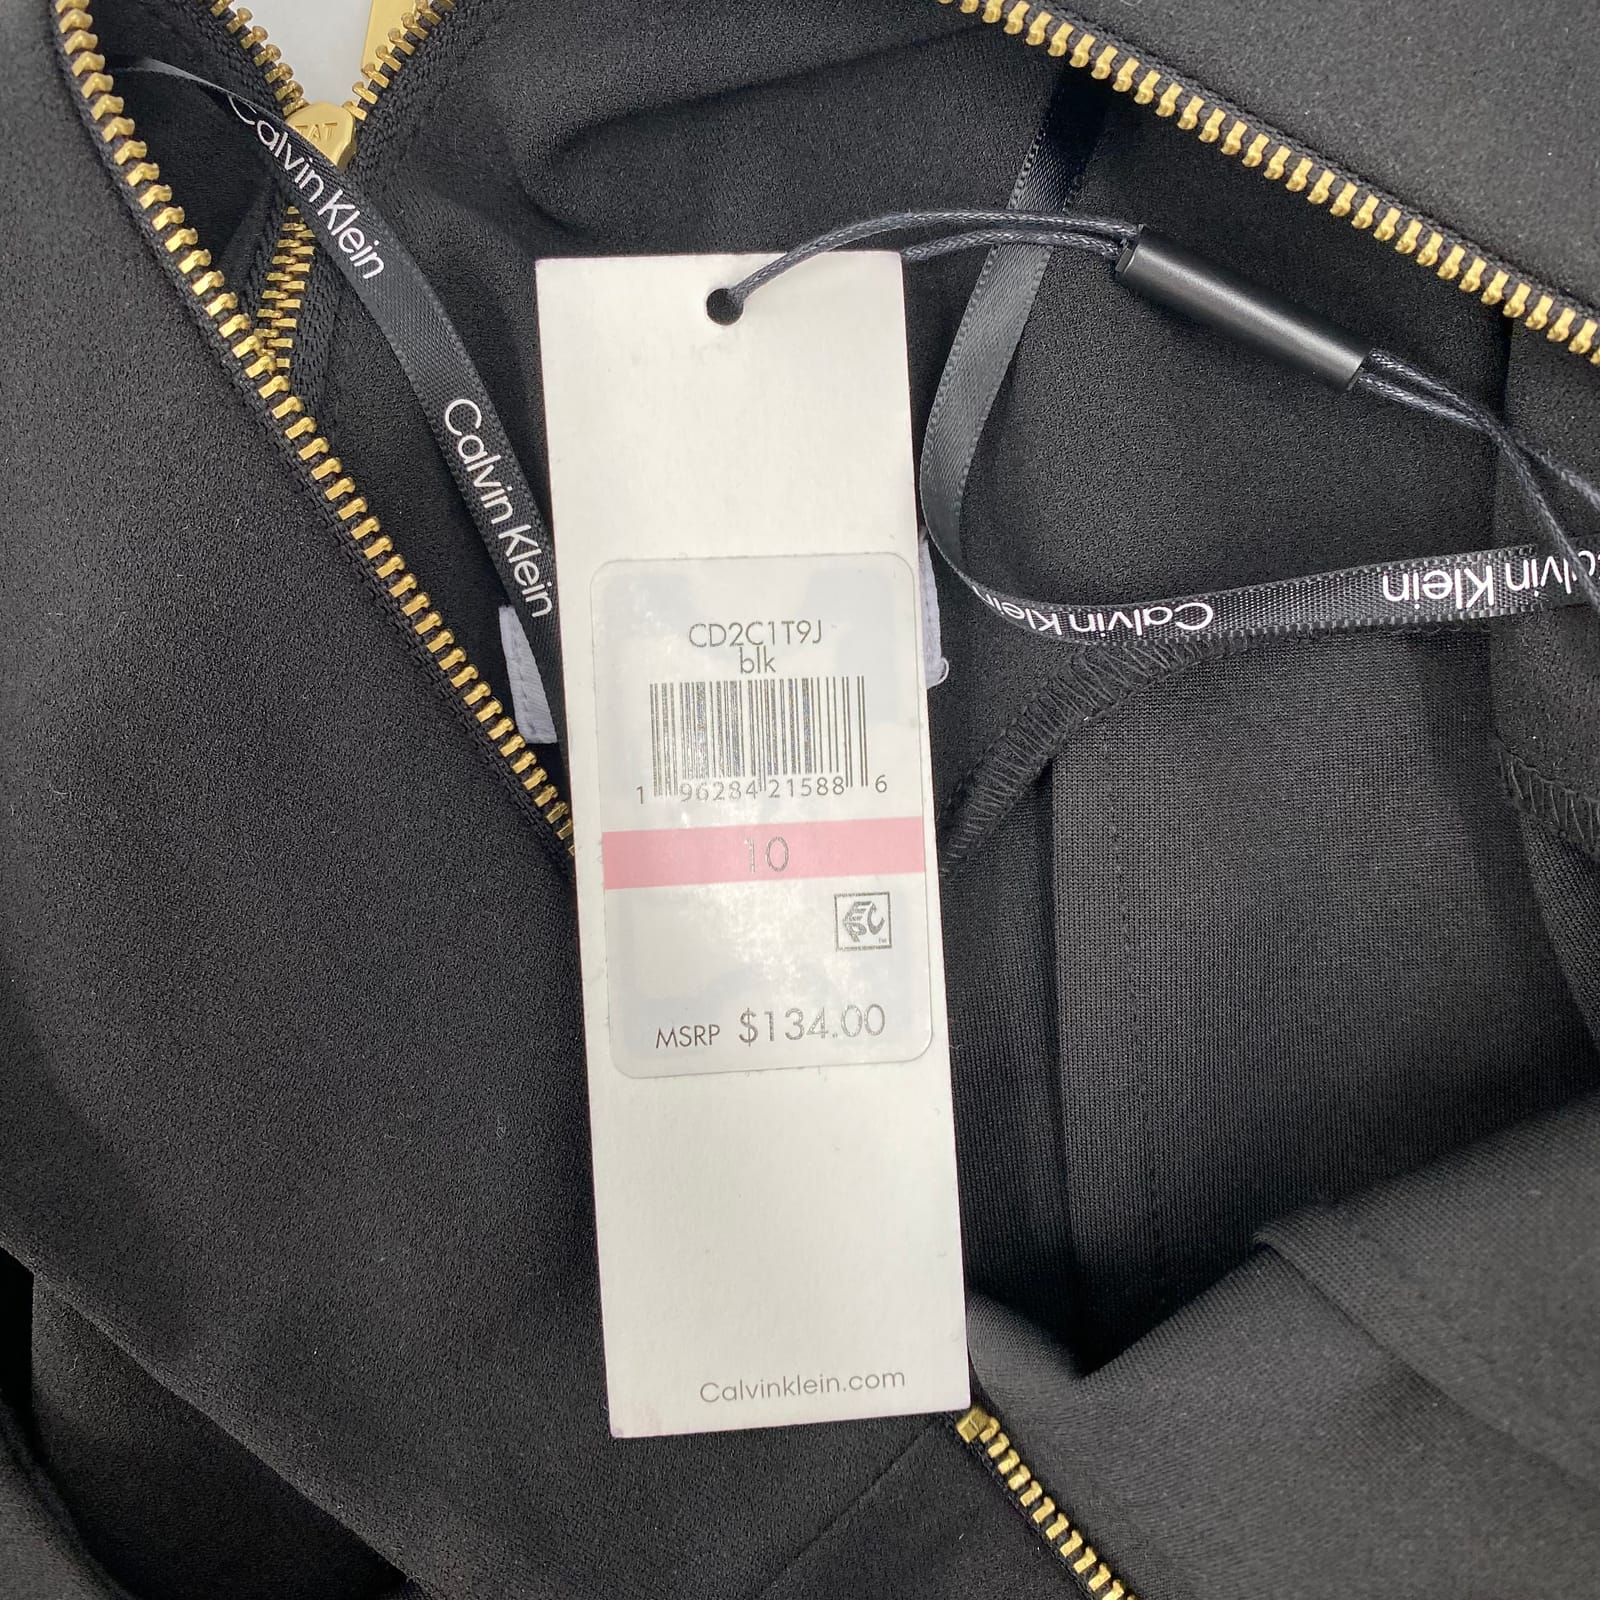 Calvin Klein
Calvin Klein
CD2C1T9J
blk
1 96284 21588 6
10
MSRP $134.00
Calvinklein.com
Calvin Klein
Calvin Klein